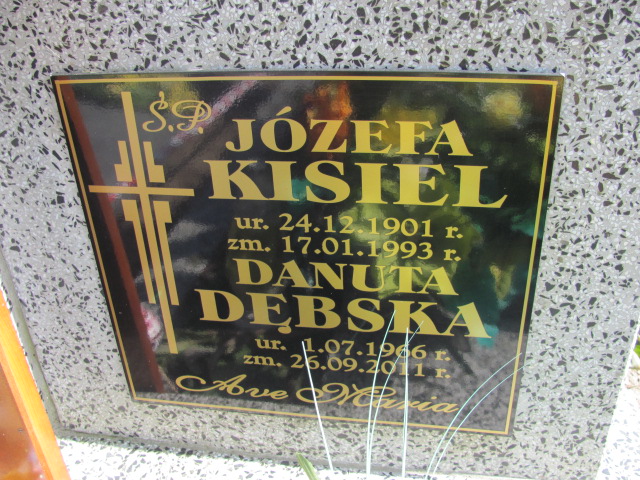 Ś.P.
JÓZEFA
KISIEL
ur. 24.12.1901 r.
zm. 17.01.1993 r.
DANUTA
DĘBSKA
ur. 1.07.1966 r.
zm. 26.09.2011 r.
Ave Maria